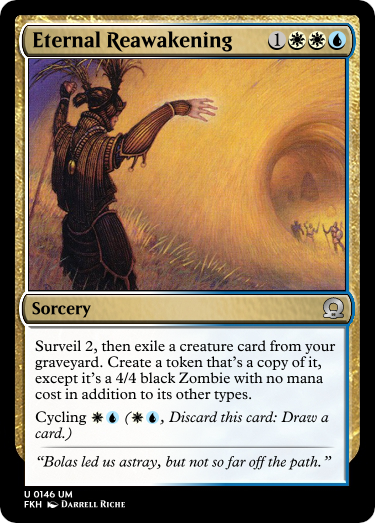 Eternal Reawakening 1
Sorcery
Surveil 2, then exile a creature card from your
graveyard. Create a token that's a copy of it,
except it's a 4/4 black Zombie with no mana
cost in addition to its other types.
Cycling (, Discard this card: Draw a
card.)
“Bolas led us astray, but not so far off the path.”
U 0146 UM
FKH Darrell Riche